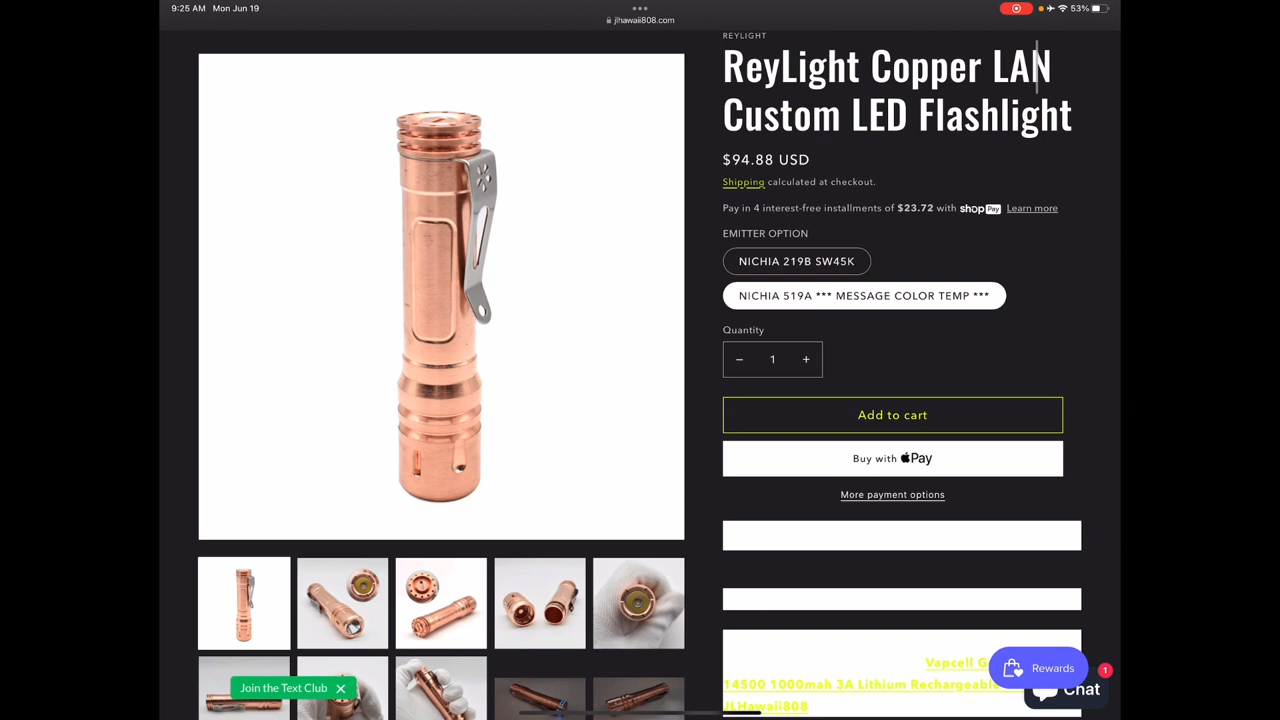 9:25 AM Mon Jun 19
jlhawaii808.com
53%
REYLIGHT
ReyLight Copper LAN
Custom LED Flashlight
$94.88 USD
Shipping calculated at checkout.
Pay in 4 interest-free installments of $23.72 with shop Pay Learn more
EMITTER OPTION
NICHIA 219B SW45K
NICHIA 519A *** MESSAGE COLOR TEMP ***
Quantity
− 1 +
Add to cart
Buy with Pay
More payment options
Vapcell
14500 1000mah 3A Lithium Rechargeable
JLHawaii808
Rewards
1
Chat
Join the Text Club